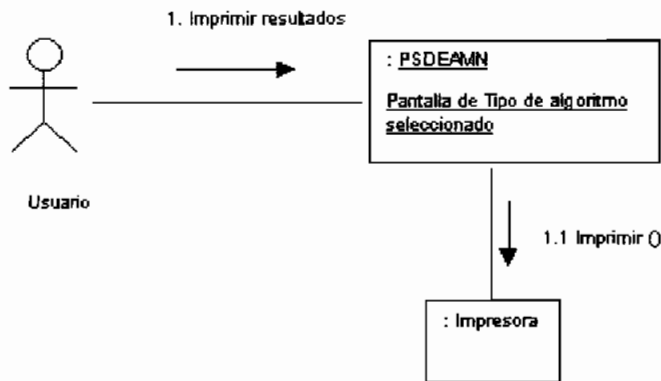 1. Imprimir resultados
: PSDEAMN
Pantalla de Tipo de algoritmo
seleccionado
Usuario
1.1 Imprimir ()
: Impresora